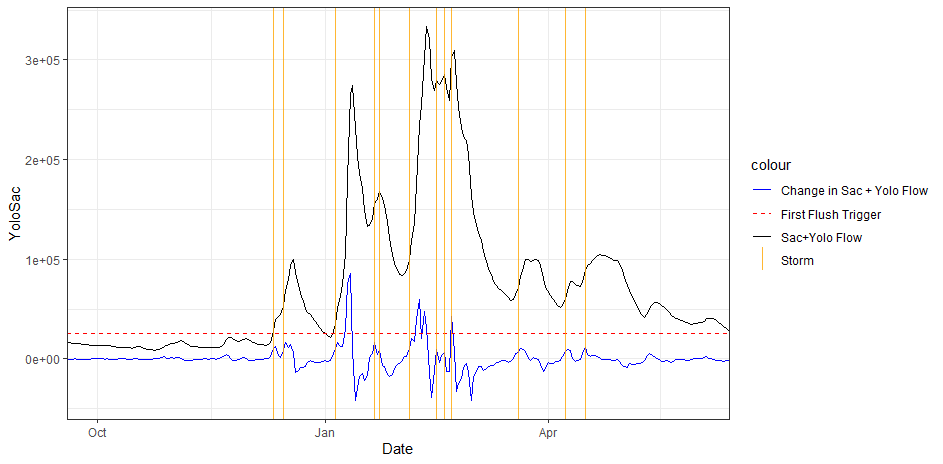 3e+05
2e+05
1e+05
0e+00
YoloSac
Oct
Jan
Apr
Date
colour
Change in Sac + Yolo Flow
First Flush Trigger
Sac+Yolo Flow
Storm